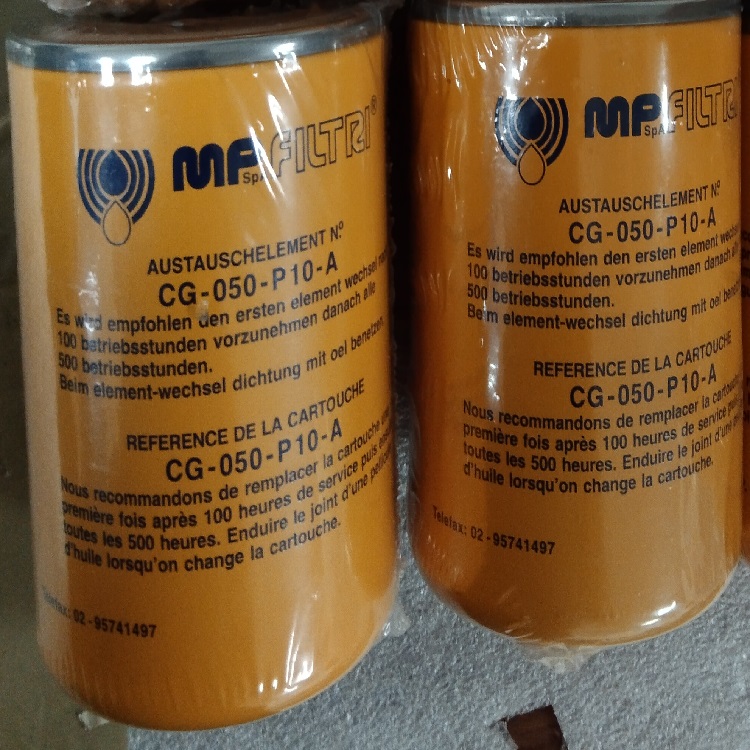 MP FILTRI®
SpA
AUSTAUSCHELEMENT Nº
CG-050-P10-A
Es wird empfohlen den ersten element wechsel
100 betriebsstunden vorzunehmen danach alle
500 betriebsstunden.
Beim element-wechsel dichtung mit oel benetzen.
REFERENCE DE LA CARTOUCHE
CG-050-P10-A
Nous recommandons de remplacer la cartouche
première fois après 100 heures de service puis
toutes les 500 heures. Enduire le joint d'une
d'huile lorsqu'on change la cartouche.
Telefax: 02-95741497
MP FILTRI
SpA
AUSTAUSCHELEMENT Nº
CG-050-P10-A
Es wird empfohlen den ersten element
100 betriebsstunden vorzunehmen danach
500 betriebsstunden.
Beim element-wechsel dichtung mit oel
REFERENCE DE LA CARTOUCHE
CG-050-P10-A
Nous recommandons de remplacer la
première fois après 100 heures de service
toutes les 500 heures. Enduire le joint d'une
d'huile lorsqu'on change la cartouche.
Telefax: 02-95741497